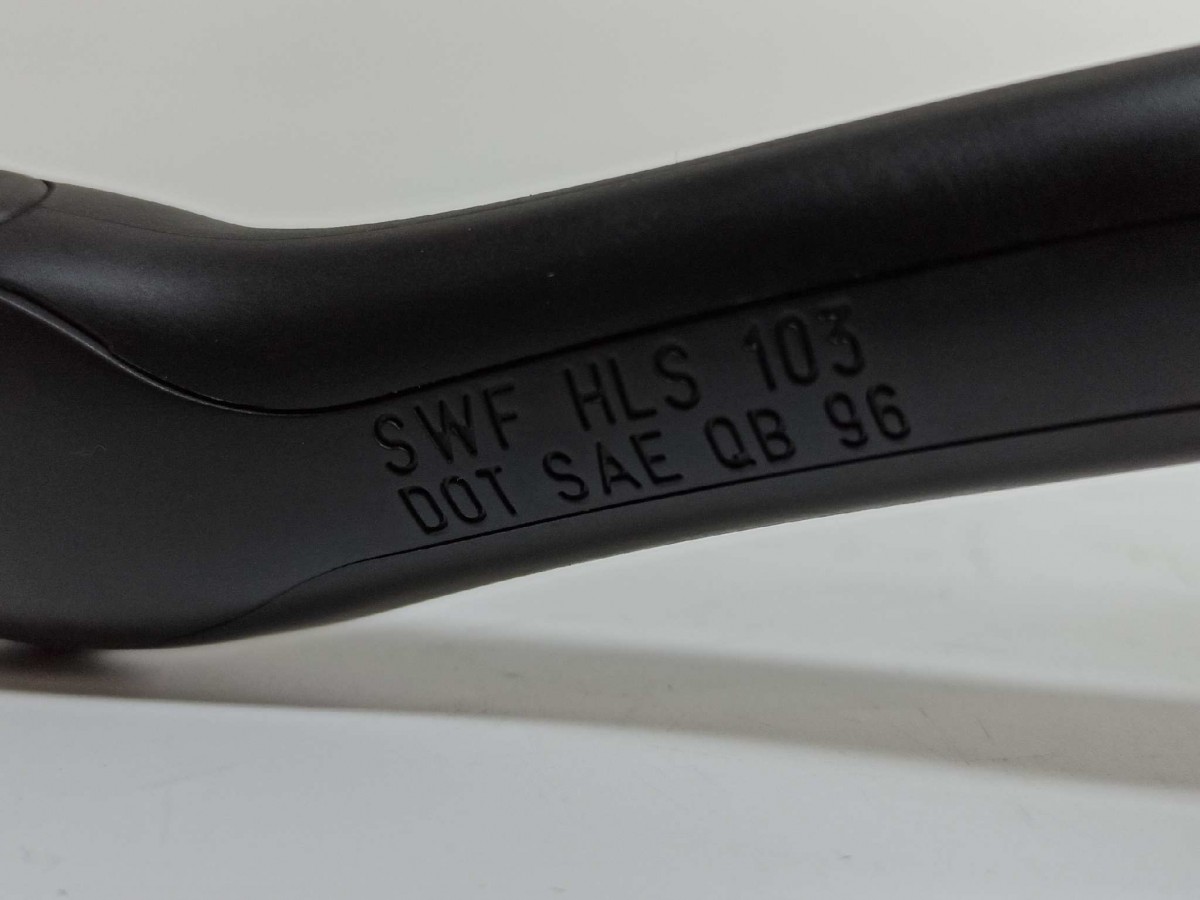 SWF HLS 103
DOT SAE QB 96